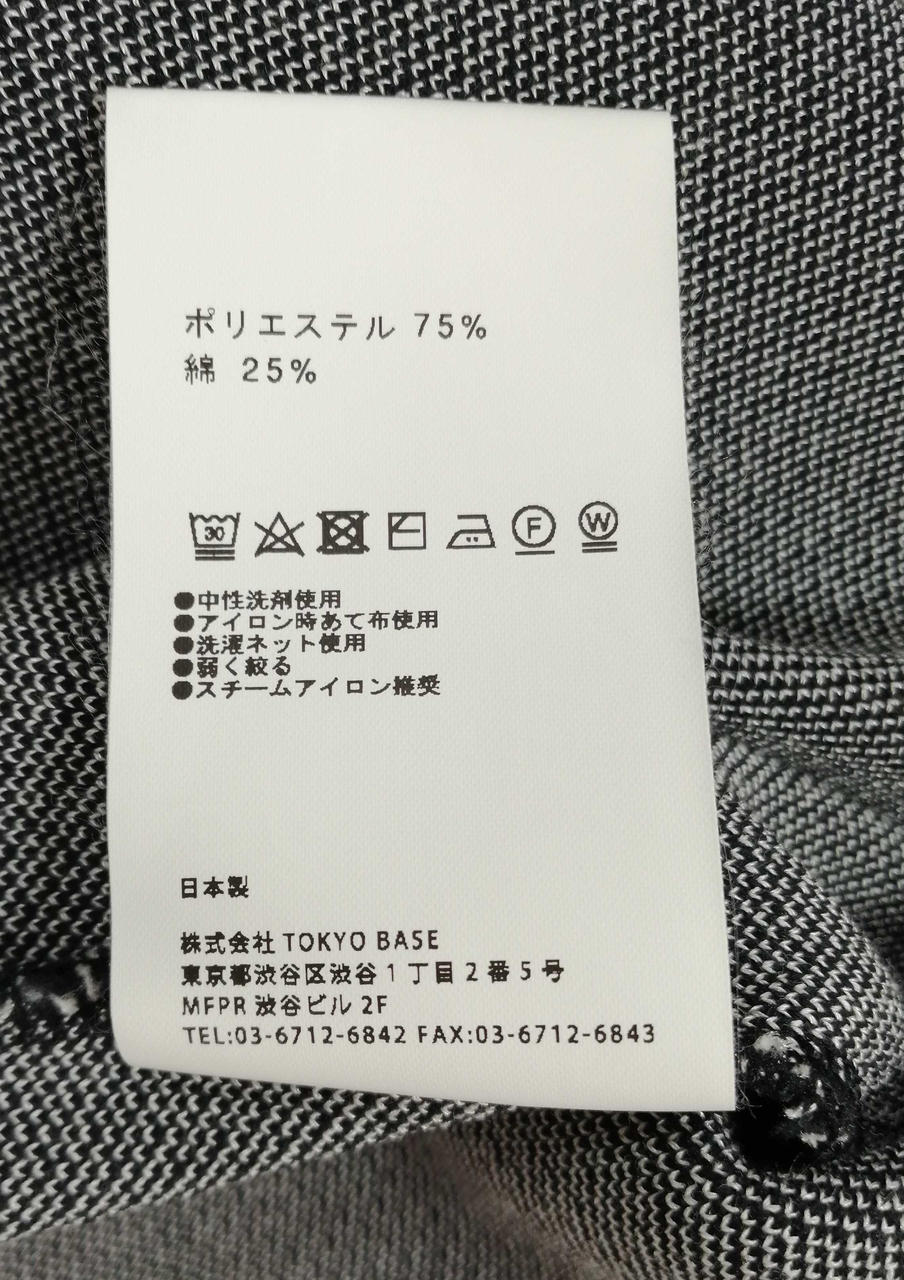 ポリエステル 75%
綿 25%
30 F W
●中性洗剤使用
●アイロン時あて布使用
●洗濯ネット使用
●弱く絞る
●スチームアイロン推奨
日本製
株式会社 TOKYO BASE
東京都渋谷区渋谷1丁目2番5号
MFPR 渋谷ビル 2F
TEL:03-6712-6842 FAX:03-6712-6843